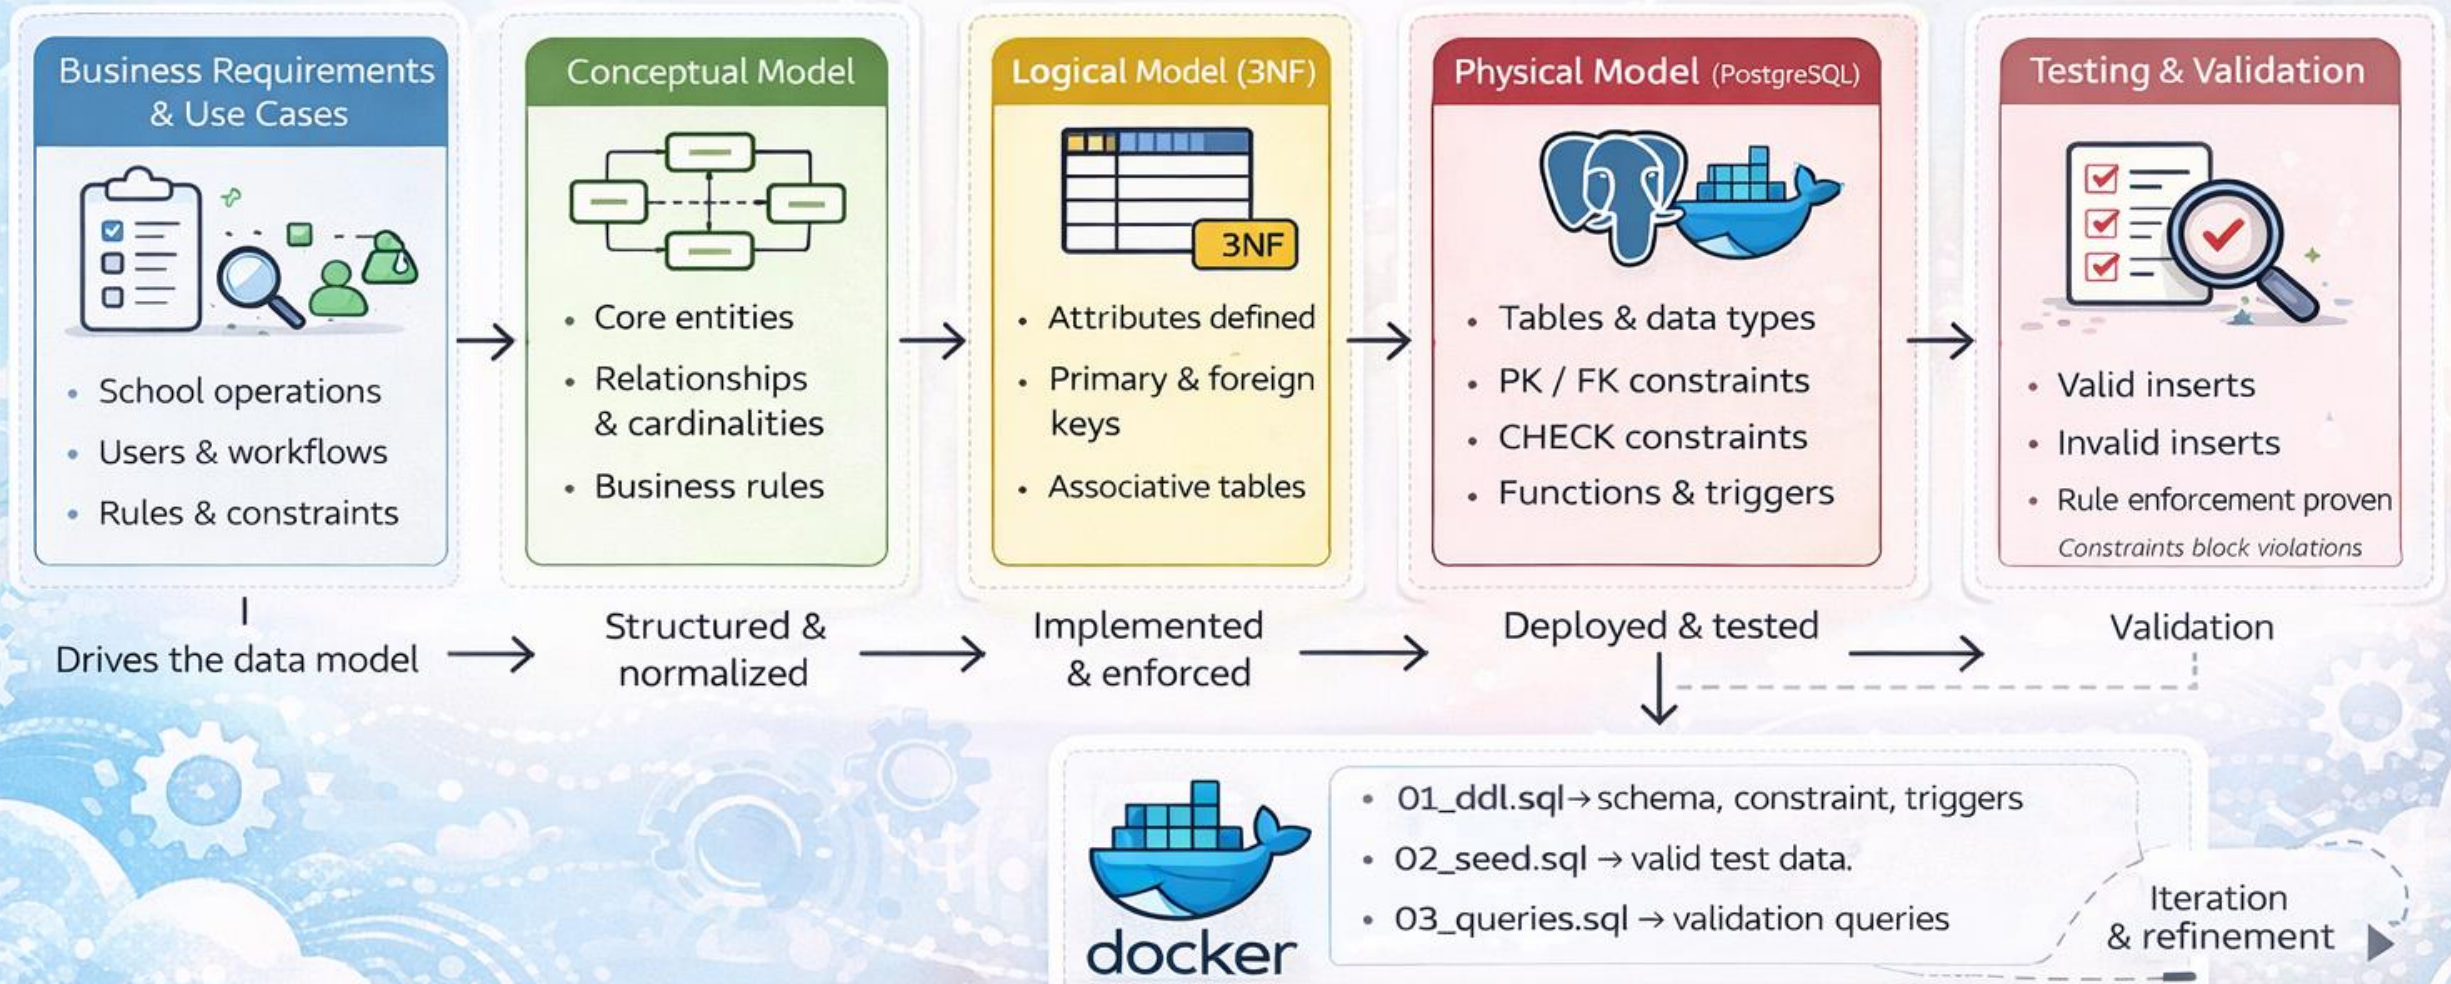 Business Requirements
& Use Cases
• School operations
• Users & workflows
• Rules & constraints
Conceptual Model
• Core entities
• Relationships
& cardinalities
• Business rules
Logical Model (3NF)
3NF
• Attributes defined
• Primary & foreign
keys
• Associative tables
Physical Model (PostgreSQL)
• Tables & data types
• PK / FK constraints
• CHECK constraints
• Functions & triggers
Testing & Validation
• Valid inserts
• Invalid inserts
• Rule enforcement proven
Constraints block violations
Drives the data model
Structured &
normalized
Implemented
& enforced
Deployed & tested
Validation
docker
• 01_ddl.sql→schema, constraint, triggers
• 02_seed.sql → valid test data.
• 03_queries.sql → validation queries
Iteration
& refinement